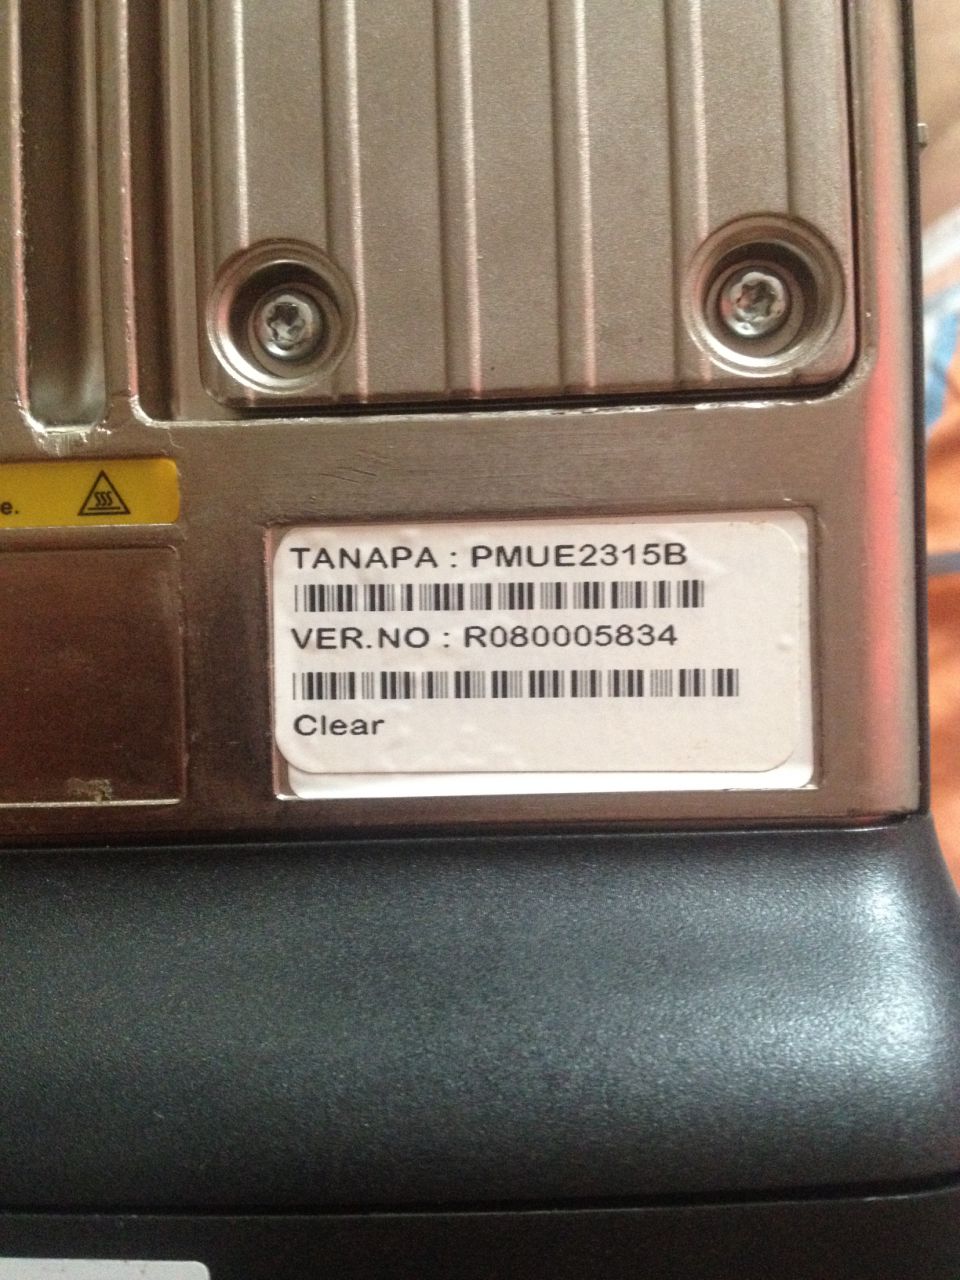 e.
TANAPA : PMUE2315B
VER.NO : R080005834
Clear